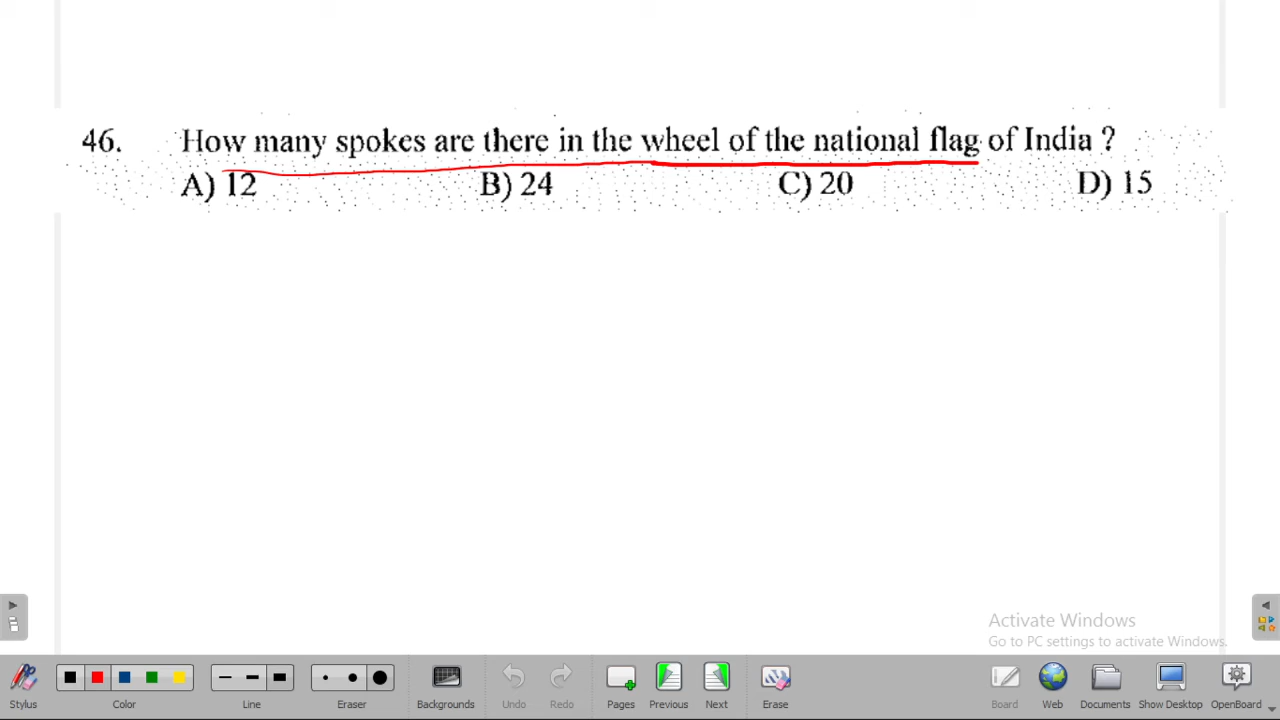 46. How many spokes are there in the wheel of the national flag of India ?
A) 12 B) 24 C) 20 D) 15
Activate Windows
Go to PC settings to activate Windows.
Stylus Color Line Eraser Backgrounds Undo Redo Pages Previous Next Erase Board Web Documents Show Desktop OpenBoard